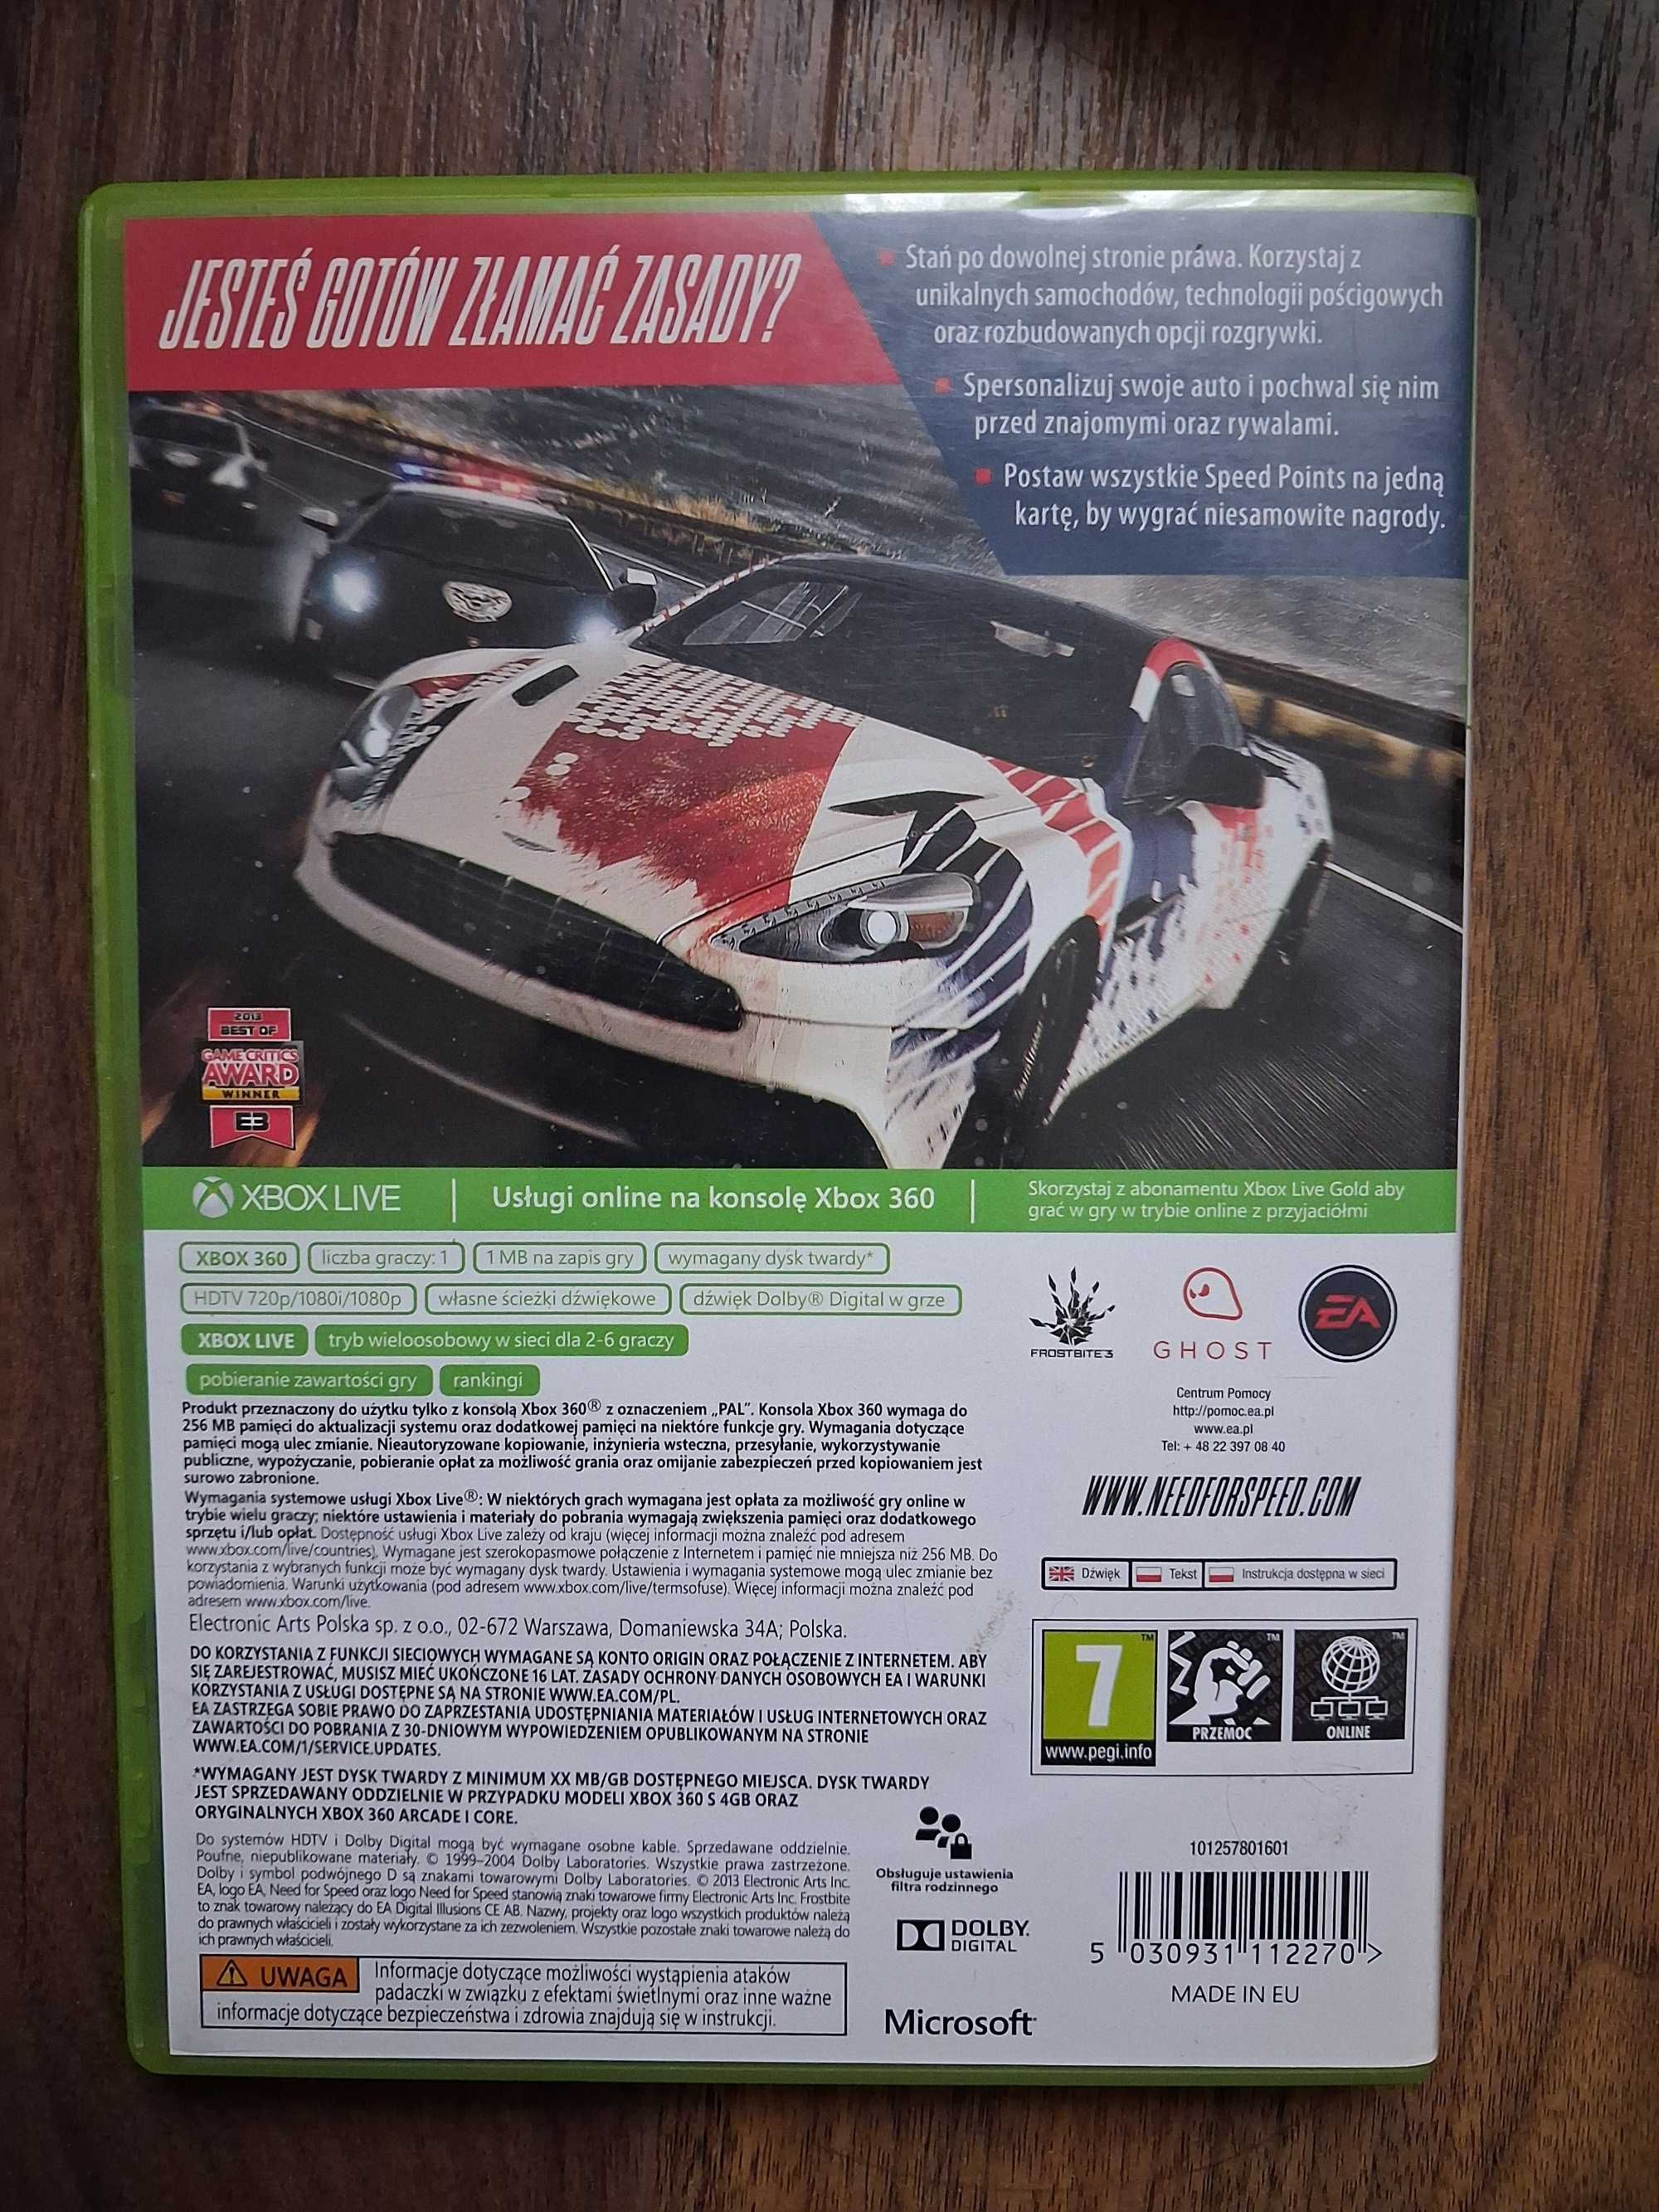 JESTEŚ GOTÓW ZŁAMAĆ ZASADY?
Stań po dowolnej stronie prawa. Korzystaj z
unikalnych samochodów, technologii pościgowych
oraz rozbudowanych opcji rozgrywki.
Spersonalizuj swoje auto i pochwal się nim
przed znajomymi oraz rywalami.
Postaw wszystkie Speed Points na jedną
kartę, by wygrać niesamowite nagrody.
2013
BEST OF
GAME CRITICS
AWARD
WINNER
E3
XBOX LIVE
Usługi online na konsolę Xbox 360
Skorzystaj z abonamentu Xbox Live Gold aby
grać w gry w trybie online z przyjaciółmi
XBOX 360 liczba graczy: 1 1 MB na zapis gry wymagany dysk twardy*
HDTV 720p/1080i/1080p własne ścieżki dźwiękowe dźwięk Dolby® Digital w grze
XBOX LIVE tryb wieloosobowy w sieci dla 2-6 graczy
pobieranie zawartości gry rankingi
Produkt przeznaczony do użytku tylko z konsolą Xbox 360® z oznaczeniem „PAL”. Konsola Xbox 360 wymaga do
256 MB pamięci do aktualizacji systemu oraz dodatkowej pamięci na niektóre funkcje gry. Wymagania dotyczące
pamięci mogą ulec zmianie. Nieautoryzowane kopiowanie, inżynieria wsteczna, przesyłanie, wykorzystywanie
publiczne, wypożyczanie, pobieranie opłat za możliwość grania oraz omijanie zabezpieczeń przed kopiowaniem jest
surowo zabronione.
Wymagania systemowe usługi Xbox Live®: W niektórych grach wymagana jest opłata za możliwość gry online w
trybie wielu graczy; niektóre ustawienia i materiały do pobrania wymagają zwiększenia pamięci oraz dodatkowego
sprzętu i/lub opłat. Dostępność usługi Xbox Live zależy od kraju (więcej informacji można znaleźć pod adresem
www.xbox.com/live/countries). Wymagane jest szerokopasmowe połączenie z Internetem i pamięć nie mniejsza niż 256 MB. Do
korzystania z wybranych funkcji może być wymagany dysk twardy. Ustawienia i wymagania systemowe mogą ulec zmianie bez
powiadomienia. Warunki użytkowania (pod adresem www.xbox.com/live/termsofuse). Więcej informacji można znaleźć pod
adresem www.xbox.com/live.
Electronic Arts Polska sp. z o.o., 02-672 Warszawa, Domaniewska 34A; Polska.
DO KORZYSTANIA Z FUNKCJI SIECIOWYCH WYMAGANE SĄ KONTO ORIGIN ORAZ POŁĄCZENIE Z INTERNETEM. ABY
SIĘ ZAREJESTROWAĆ, MUSISZ MIEĆ UKOŃCZONE 16 LAT. ZASADY OCHRONY DANYCH OSOBOWYCH EA I WARUNKI
KORZYSTANIA Z USŁUGI DOSTĘPNE SĄ NA STRONIE WWW.EA.COM/PL.
EA ZASTRZEGA SOBIE PRAWO DO ZAPRZESTANIA UDOSTĘPNIANIA MATERIAŁÓW I USŁUG INTERNETOWYCH ORAZ
ZAWARTOŚCI DO POBRANIA Z 30-DNIOWYM WYPOWIEDZENIEM OPUBLIKOWANYM NA STRONIE
WWW.EA.COM/1/SERVICE.UPDATES.
*WYMAGANY JEST DYSK TWARDY Z MINIMUM XX MB/GB DOSTĘPNEGO MIEJSCA. DYSK TWARDY
JEST SPRZEDAWANY ODDZIELNIE W PRZYPADKU MODELI XBOX 360 S 4GB ORAZ
ORYGINALNYCH XBOX 360 ARCADE I CORE.
Do systemów HDTV i Dolby Digital mogą być wymagane osobne kable. Sprzedawane oddzielnie.
Poufne, niepublikowane materiały. © 1999–2004 Dolby Laboratories. Wszystkie prawa zastrzeżone.
Dolby i symbol podwójnego D są znakami towarowymi Dolby Laboratories. © 2013 Electronic Arts Inc.
EA, logo EA, Need for Speed oraz logo Need for Speed stanowią znaki towarowe firmy Electronic Arts Inc. Frostbite
to znak towarowy należący do EA Digital Illusions CE AB. Nazwy, projekty oraz logo wszystkich produktów należą
do prawnych właścicieli i zostały wykorzystane za ich zezwoleniem. Wszystkie pozostałe znaki towarowe należą do
ich prawnych właścicieli.
UWAGA Informacje dotyczące możliwości wystąpienia ataków
padaczki w związku z efektami świetlnymi oraz inne ważne
informacje dotyczące bezpieczeństwa i zdrowia znajdują się w instrukcji.
FROSTBITE 3
GHOST
EA
Centrum Pomocy
http://pomoc.ea.pl
www.ea.pl
Tel: + 48 22 397 08 40
WWW.NEEDFORSPEED.COM
Dźwięk Tekst Instrukcja dostępna w sieci
7 ™
www.pegi.info
PRZEMOC ™
ONLINE ™
Obsługuje ustawienia
filtra rodzinnego
DOLBY.
DIGITAL
Microsoft
101257801601
5 030931 112270 >
MADE IN EU